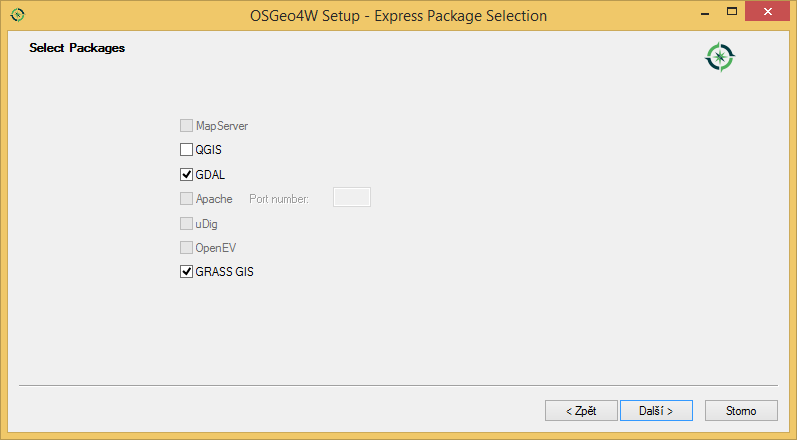 OSGeo4W Setup - Express Package Selection
Select Packages
MapServer
QGIS
GDAL
Apache Port number:
uDig
OpenEV
GRASS GIS
< Zpět Další > Storno